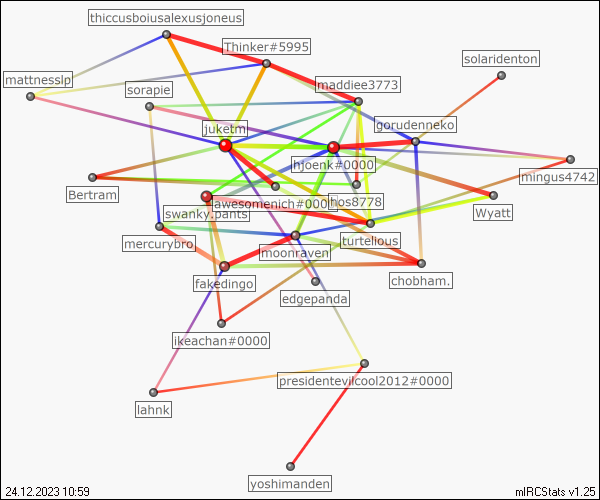 thiccusboiusalexusjoneus
Thinker#5995
solaridenton
mattnesslp
sorapie
maddiee3773
juketm
gorudenneko
hjoenk#0000
mingus4742
Bertram
awesomenich#0000
hos8778
Wyatt
swanky.pants
mercurybro
turtelious
moonraven
fakedingo
chobham.
edgepanda
ikeachan#0000
presidentevilcool2012#0000
lahnk
yoshimanden
24.12.2023 10:59
mIRCStats v1.25